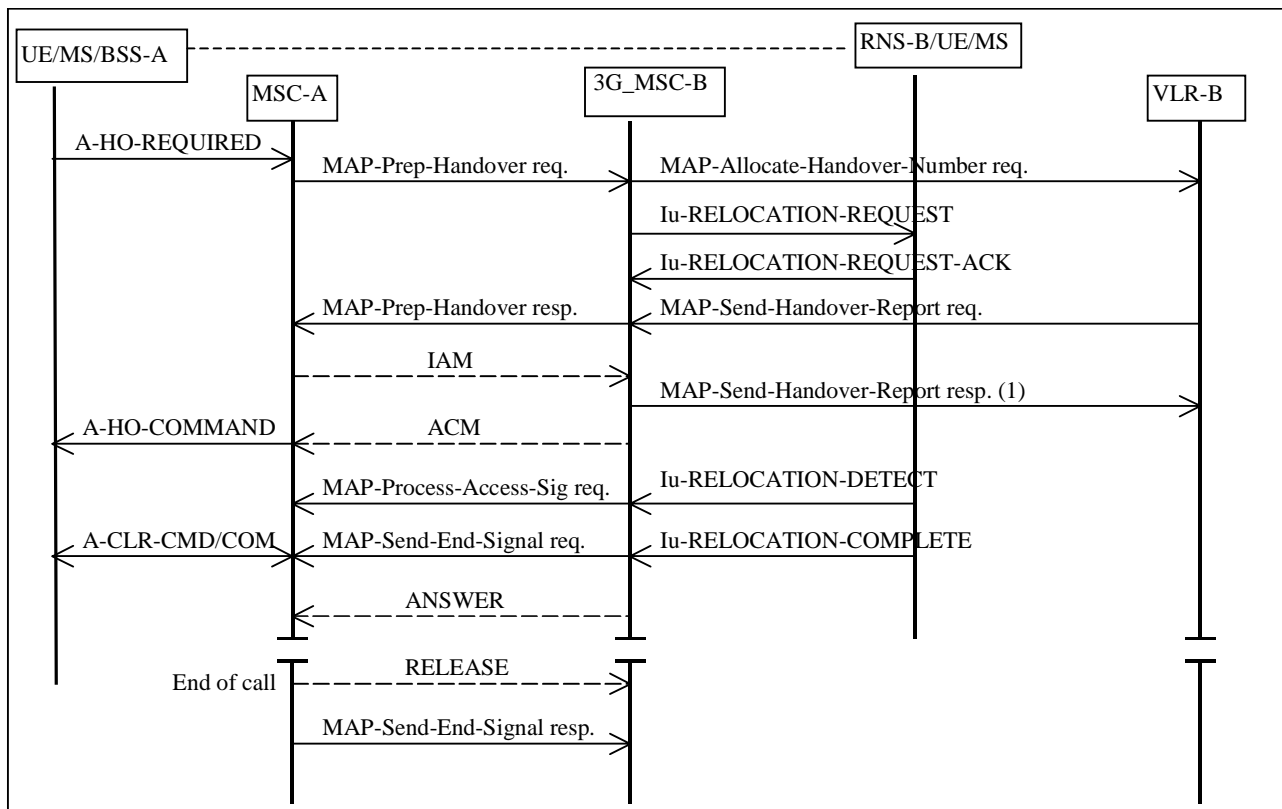 UE/MS/BSS-A
RNS-B/UE/MS
MSC-A
3G_MSC-B
VLR-B
A-HO-REQUIRED
MAP-Prep-Handover req.
MAP-Allocate-Handover-Number req.
Iu-RELOCATION-REQUEST
Iu-RELOCATION-REQUEST-ACK
MAP-Prep-Handover resp.
MAP-Send-Handover-Report req.
IAM
MAP-Send-Handover-Report resp. (1)
A-HO-COMMAND
ACM
MAP-Process-Access-Sig req.
Iu-RELOCATION-DETECT
A-CLR-CMD/COM
MAP-Send-End-Signal req.
Iu-RELOCATION-COMPLETE
ANSWER
RELEASE
End of call
MAP-Send-End-Signal resp.